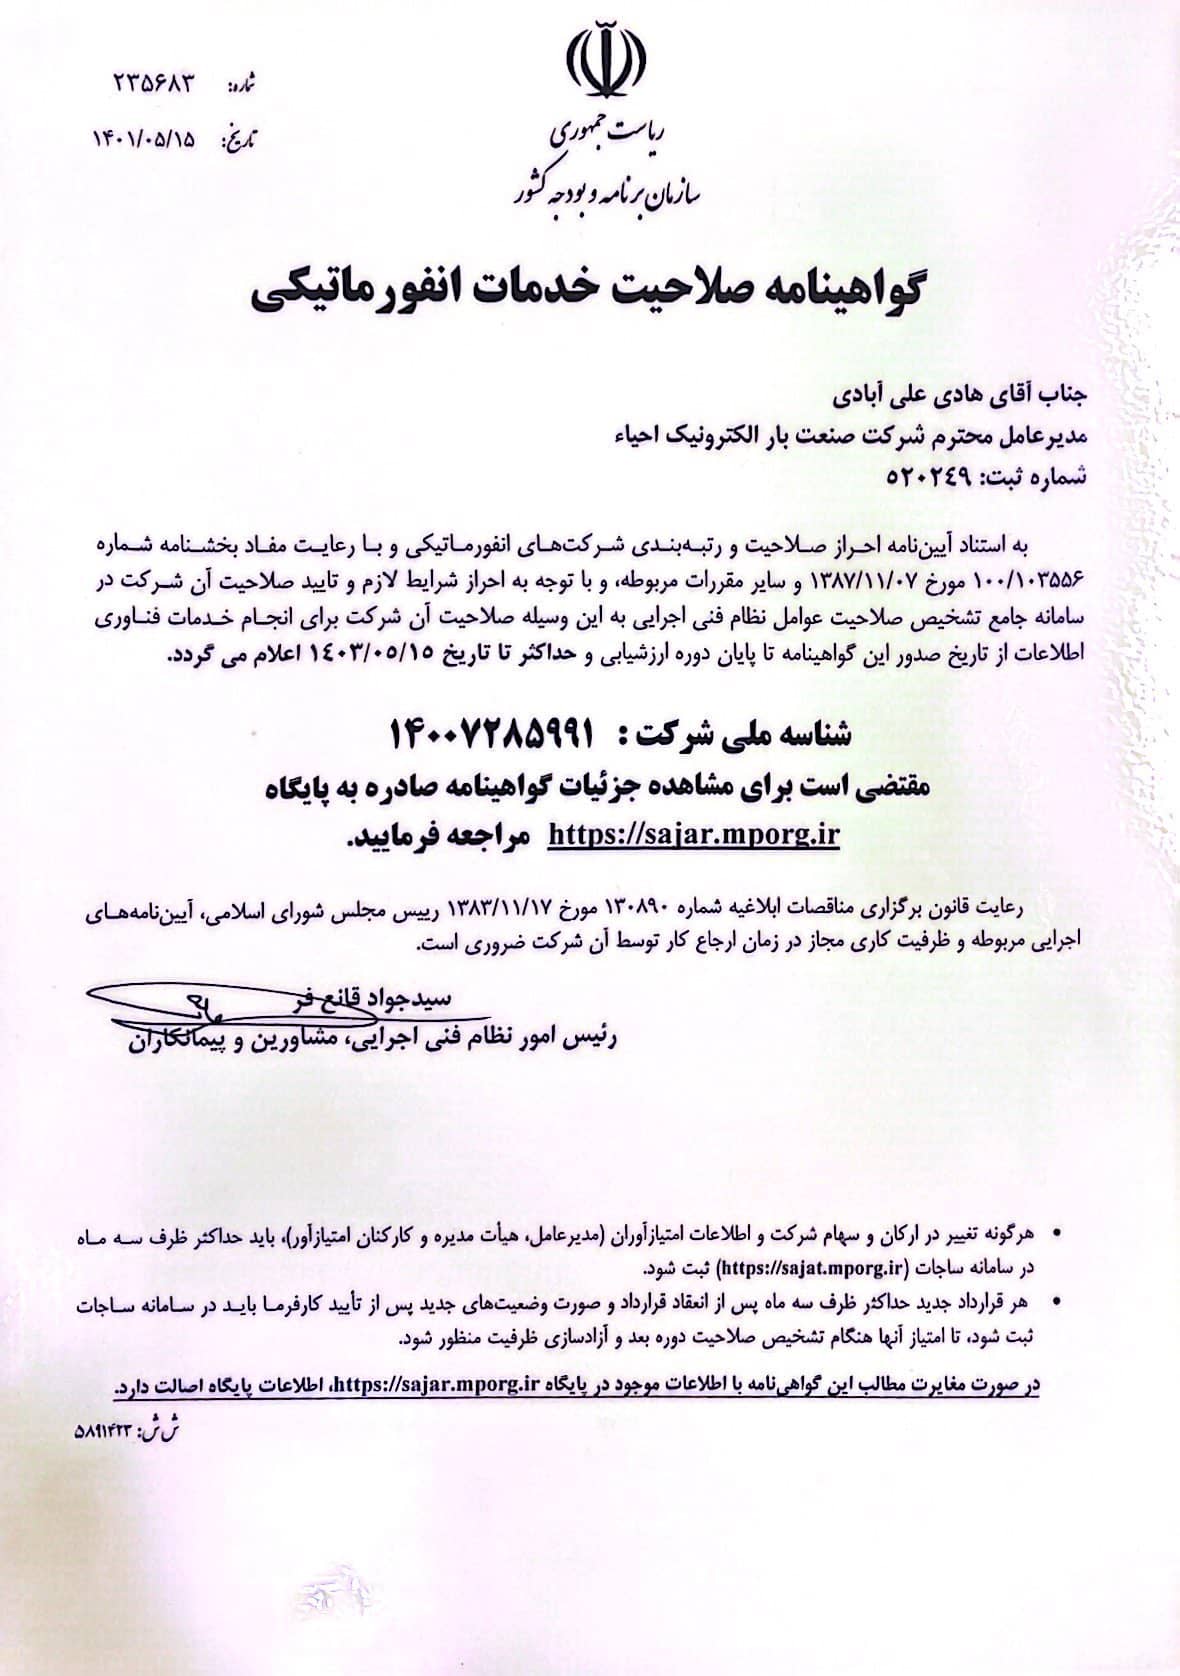 ریاست جمهوری
سازمان برنامه و بودجه کشور
شماره: ۲۳۵۶۸۳
تاریخ: ۱۴۰۱/۰۵/۱۵
گواهینامه صلاحیت خدمات انفورماتیکی
جناب آقای هادی علی آبادی
مدیرعامل محترم شرکت صنعت بار الکترونیک احیاء
شماره ثبت: ۵۲۰۲٤۹
به استناد آیین‌نامه احراز صلاحیت و رتبه‌بندی شرکت‌های انفورماتیکی و با رعایت مفاد بخشنامه شماره
۱۰۰/۱۰۳۵۵۶ مورخ ۱۳۸۷/۱۱/۰۷ و سایر مقررات مربوطه، و با توجه به احراز شرایط لازم و تایید صلاحیت آن شرکت در
سامانه جامع تشخیص صلاحیت عوامل نظام فنی اجرایی به این وسیله صلاحیت آن شرکت برای انجام خدمات فناوری
اطلاعات از تاریخ صدور این گواهینامه تا پایان دوره ارزشیابی و حداکثر تا تاریخ ۱٤۰۳/۰۵/۱۵ اعلام می گردد.
شناسه ملی شرکت : ۱۴۰۰۷۲۸۵۹۹۱
مقتضی است برای مشاهده جزئیات گواهینامه صادره به پایگاه
https://sajar.mporg.ir مراجعه فرمایید.
رعایت قانون برگزاری مناقصات ابلاغیه شماره ۱۳۰۸۹۰ مورخ ۱۳۸۳/۱۱/۱۷ رییس مجلس شورای اسلامی، آیین‌نامه‌های
اجرایی مربوطه و ظرفیت کاری مجاز در زمان ارجاع کار توسط آن شرکت ضروری است.
سیدجواد قانع فر
رئیس امور نظام فنی اجرایی، مشاورین و پیمانکاران
• هرگونه تغییر در ارکان و سهام شرکت و اطلاعات امتیازآوران (مدیرعامل، هیأت مدیره و کارکنان امتیازآور)، باید حداکثر ظرف سه ماه
در سامانه ساجات (https://sajat.mporg.ir) ثبت شود.
• هر قرارداد جدید حداکثر ظرف سه ماه پس از انعقاد قرارداد و صورت وضعیت‌های جدید پس از تأیید کارفرما باید در سامانه ساجات
ثبت شود، تا امتیاز آنها هنگام تشخیص صلاحیت دوره بعد و آزادسازی ظرفیت منظور شود.
در صورت مغایرت مطالب این گواهی‌نامه با اطلاعات موجود در پایگاه https://sajar.mporg.ir، اطلاعات پایگاه اصالت دارد.
ش ش: ۵۸۹۱۴۲۳